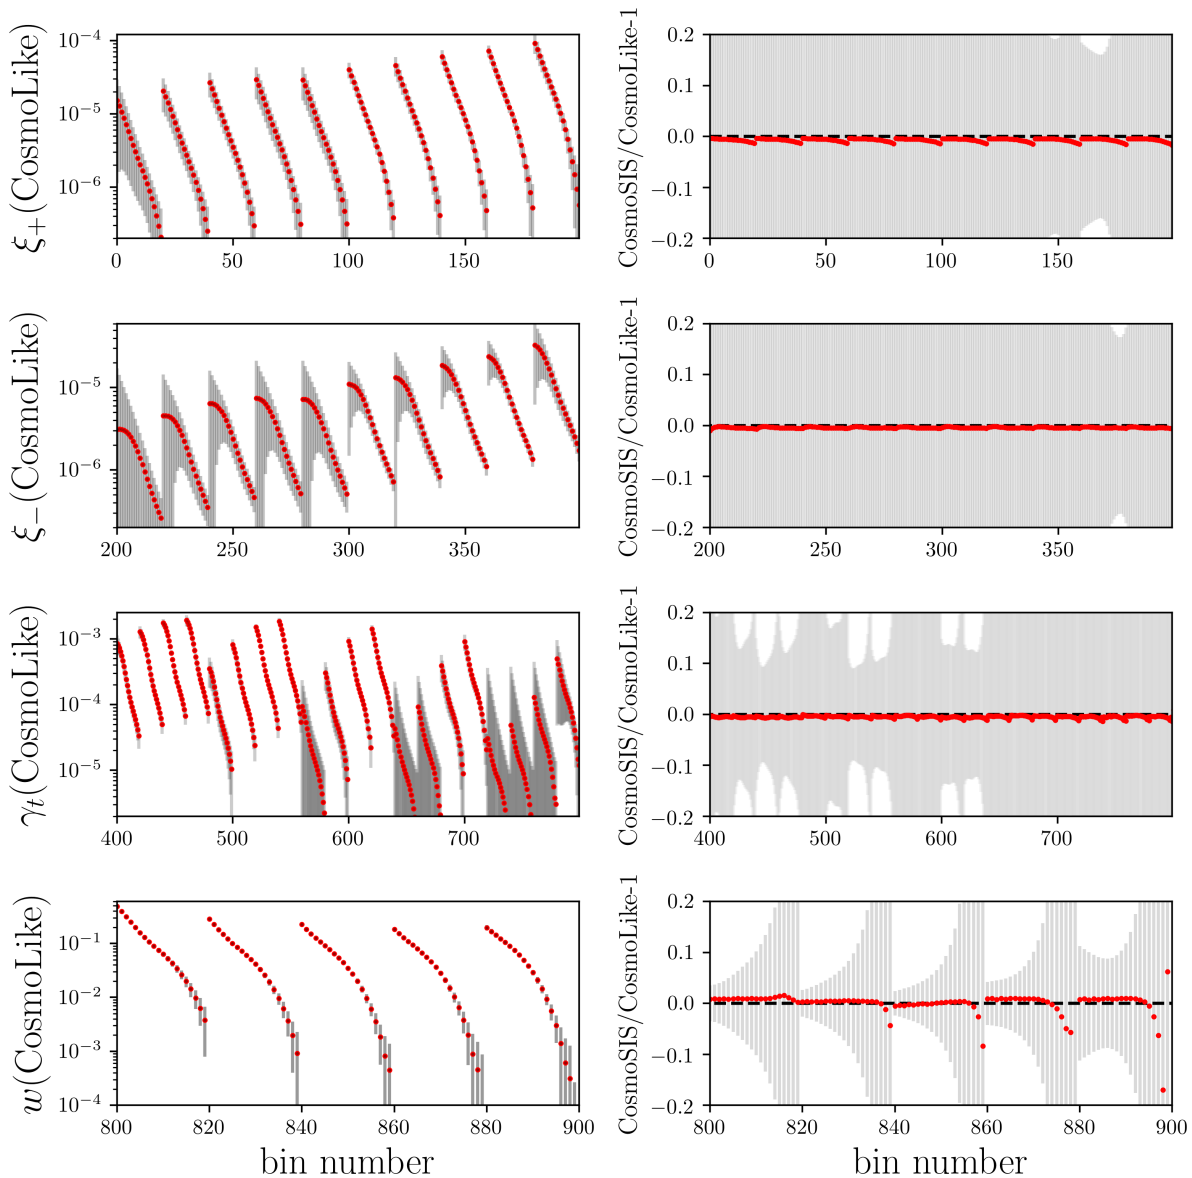 ξ₊(CosmoLike)
10⁻⁴
10⁻⁵
10⁻⁶
0 50 100 150
CosmoSIS/CosmoLike-1
0.2
0.1
0.0
−0.1
−0.2
0 50 100 150
ξ₋(CosmoLike)
10⁻⁵
10⁻⁶
200 250 300 350
CosmoSIS/CosmoLike-1
0.2
0.1
0.0
−0.1
−0.2
200 250 300 350
γₜ(CosmoLike)
10⁻³
10⁻⁴
10⁻⁵
400 500 600 700
CosmoSIS/CosmoLike-1
0.2
0.1
0.0
−0.1
−0.2
400 500 600 700
w(CosmoLike)
10⁻¹
10⁻²
10⁻³
10⁻⁴
800 820 840 860 880 900
bin number
CosmoSIS/CosmoLike-1
0.2
0.1
0.0
−0.1
−0.2
800 820 840 860 880 900
bin number